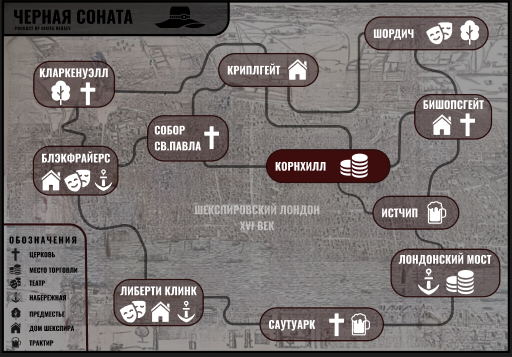 ЧЕРНАЯ СОНАТА
ШОРДИЧ
КЛАРКЕНУЭЛЛ
КРИПЛГЕЙТ
БИШОПСГЕЙТ
СОБОР
СВ.ПАВЛА
БЛЭКФРАЙЕРС
КОРНХИЛЛ
ШЕКСПИРОВСКИЙ ЛОНДОН
XVI ВЕК
ИСТЧИП
ЛОНДОНСКИЙ МОСТ
ЛИБЕРТИ КЛИНК
САУТУАРК
ОБОЗНАЧЕНИЯ
ЦЕРКОВЬ
МЕСТО ТОРГОВЛИ
ТЕАТР
НАБЕРЕЖНАЯ
ПРЕДМЕСТЬЕ
ДОМ ШЕКСПИРА
ТРАКТИР